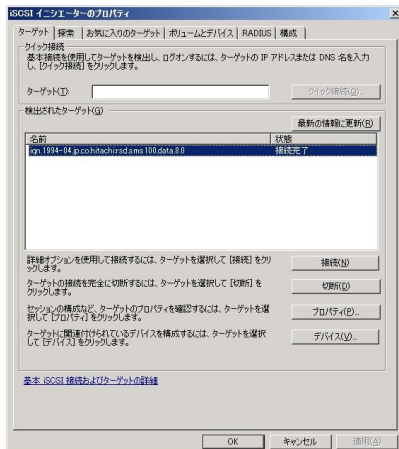 iSCSI イニシエーターのプロパティ
ターゲット 探索 お気に入りのターゲット ボリュームとデバイス RADIUS 構成
クイック接続
基本接続を使用してターゲットを検出し、ログオンするには、ターゲットの IP アドレスまたは DNS 名を入力
し、[クイック接続] をクリックします。
ターゲット(T):
クイック接続(Q)...
検出されたターゲット(G)
最新の情報に更新(R)
名前 状態
iqn.1994-04.jp.co.hitachi:rsd.sms100.data.8.0 接続完了
詳細オプションを使用して接続するには、ターゲットを選択して [接続] をクリ
ックします。
接続(N)
ターゲットの接続を完全に切断するには、ターゲットを選択して [切断] を
クリックします。
切断(D)
セッションの構成など、ターゲットのプロパティを確認するには、ターゲットを選
択して [プロパティ] をクリックします。
プロパティ(P)...
ターゲットに関連付けられているデバイスを構成するには、ターゲットを選択
して [デバイス] をクリックします。
デバイス(V)...
基本 iSCSI 接続およびターゲットの詳細
OK キャンセル 適用(A)